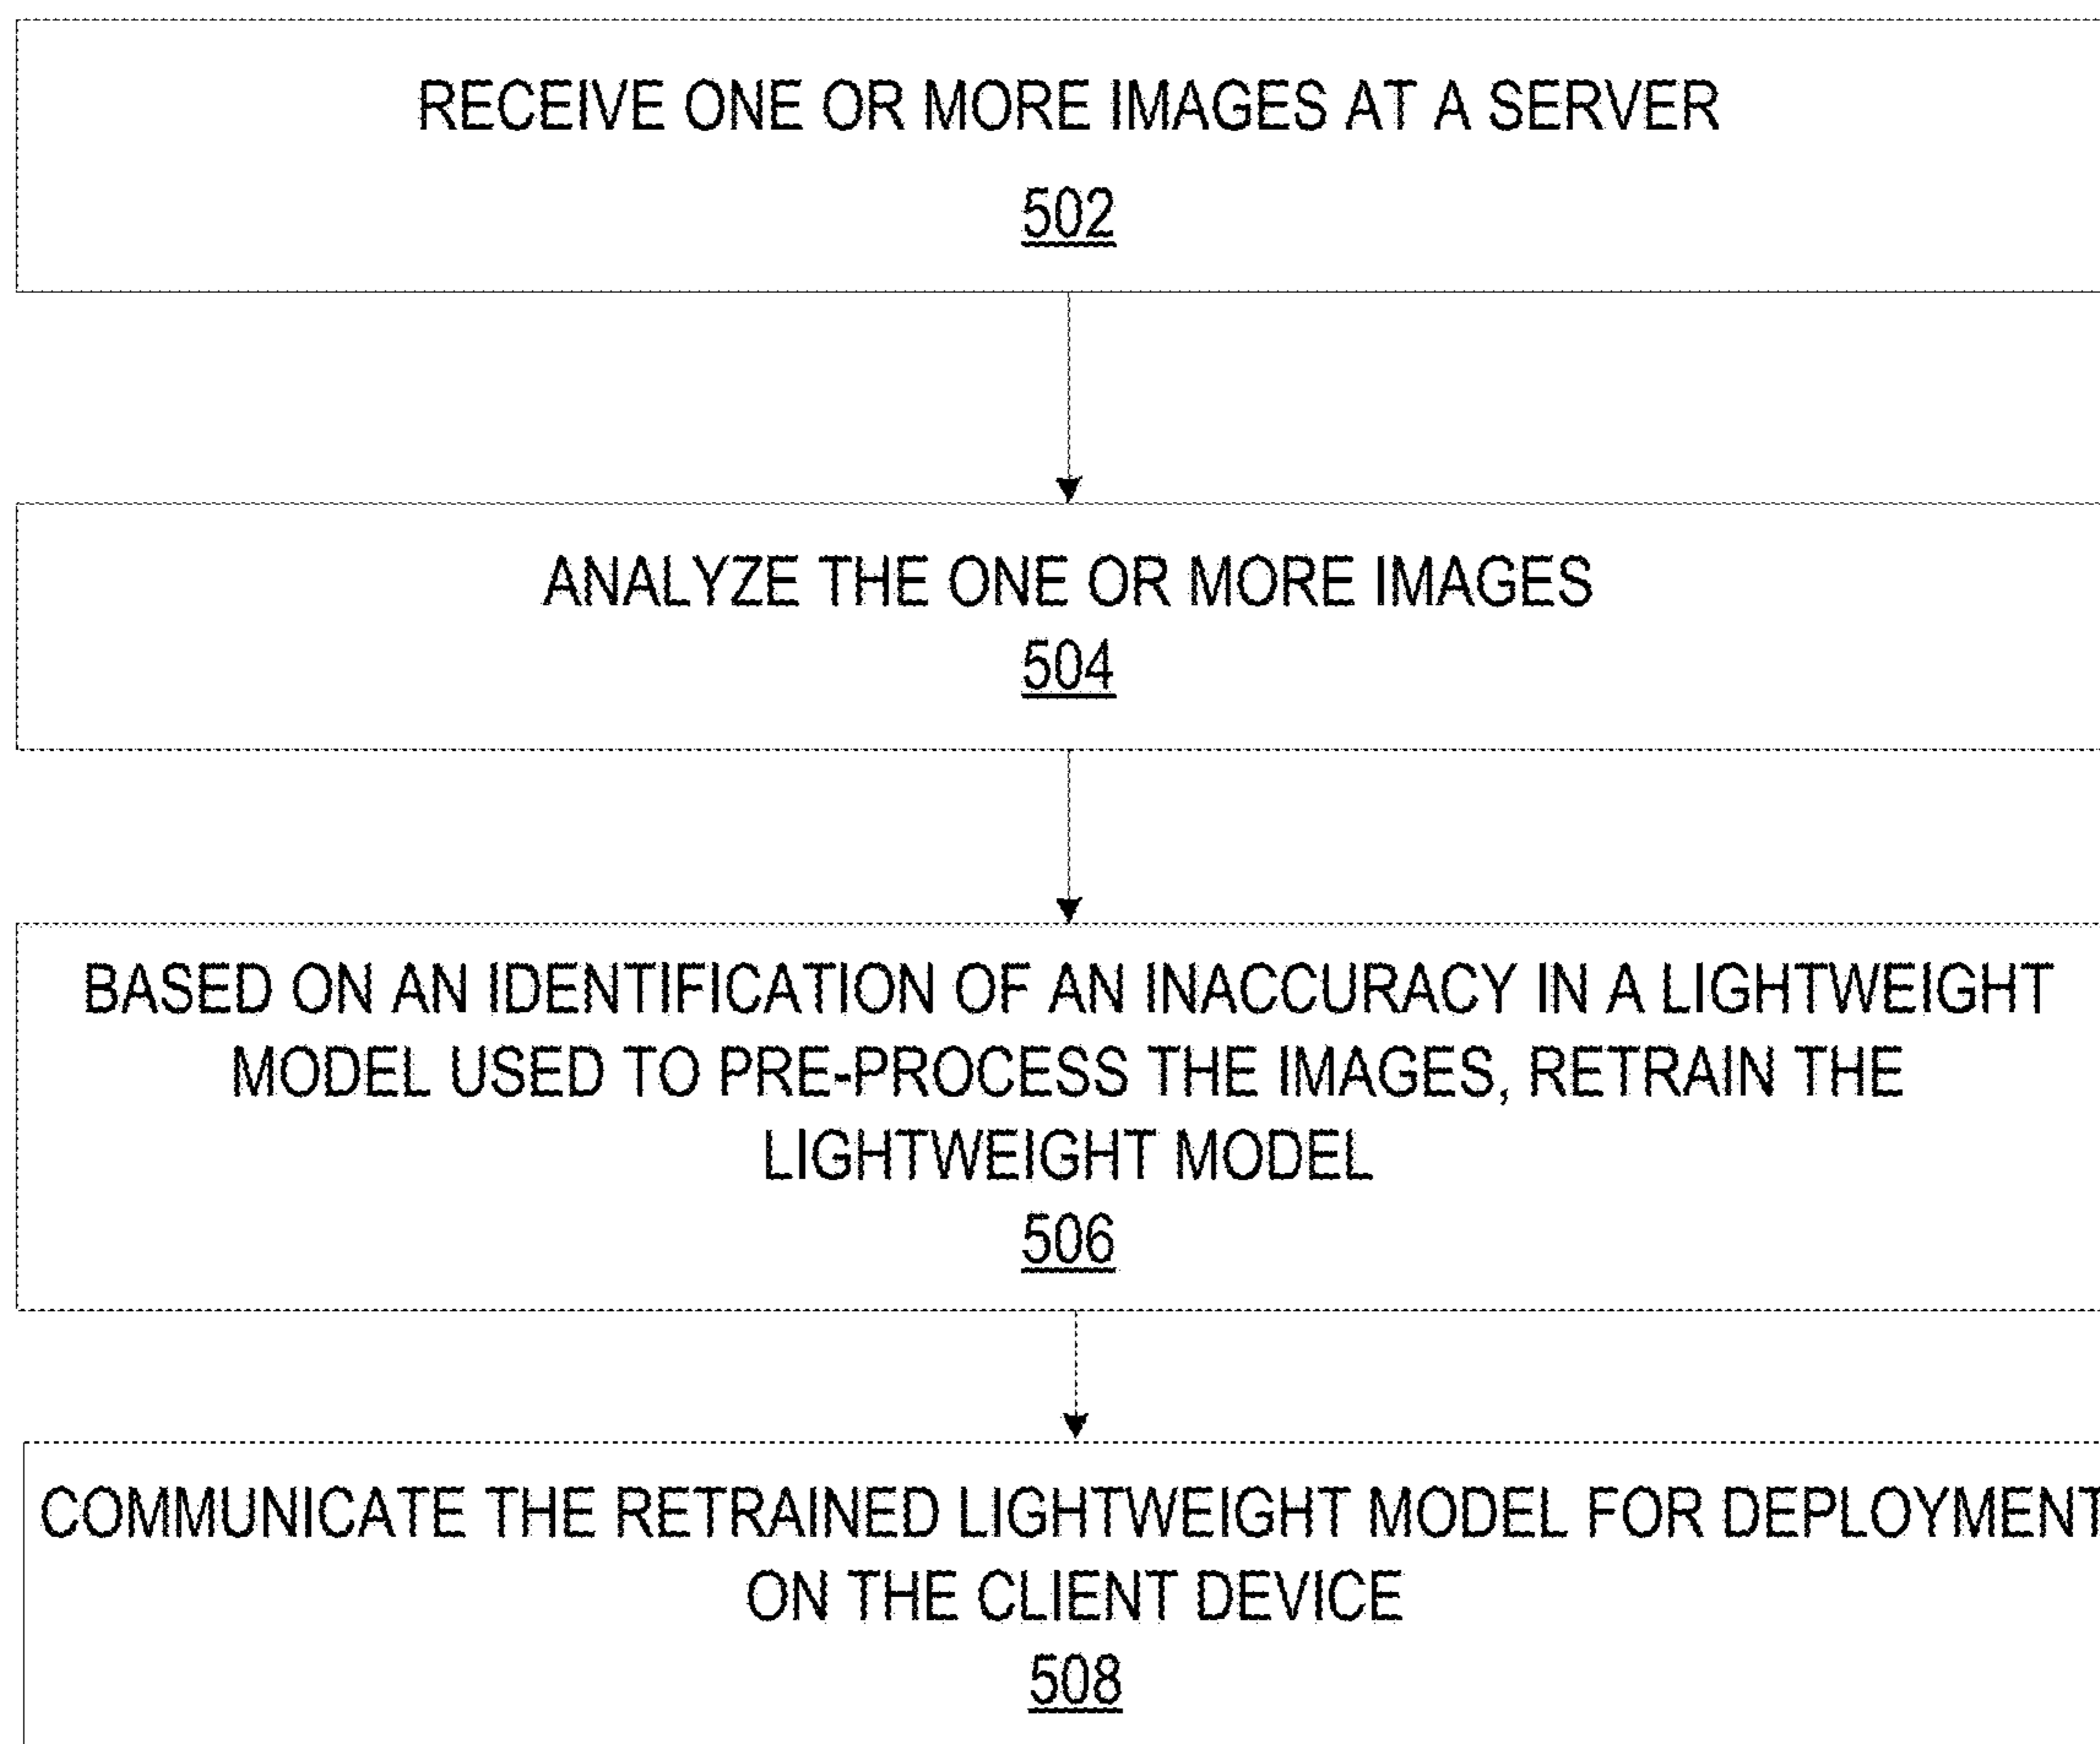 RECEIVE ONE OR MORE IMAGES AT A SERVER
502
ANALYZE THE ONE OR MORE IMAGES
504
BASED ON AN IDENTIFICATION OF AN INACCURACY IN A LIGHTWEIGHT
MODEL USED TO PRE-PROCESS THE IMAGES, RETRAIN THE
LIGHTWEIGHT MODEL
506
COMMUNICATE THE RETRAINED LIGHTWEIGHT MODEL FOR DEPLOYMENT
ON THE CLIENT DEVICE
508